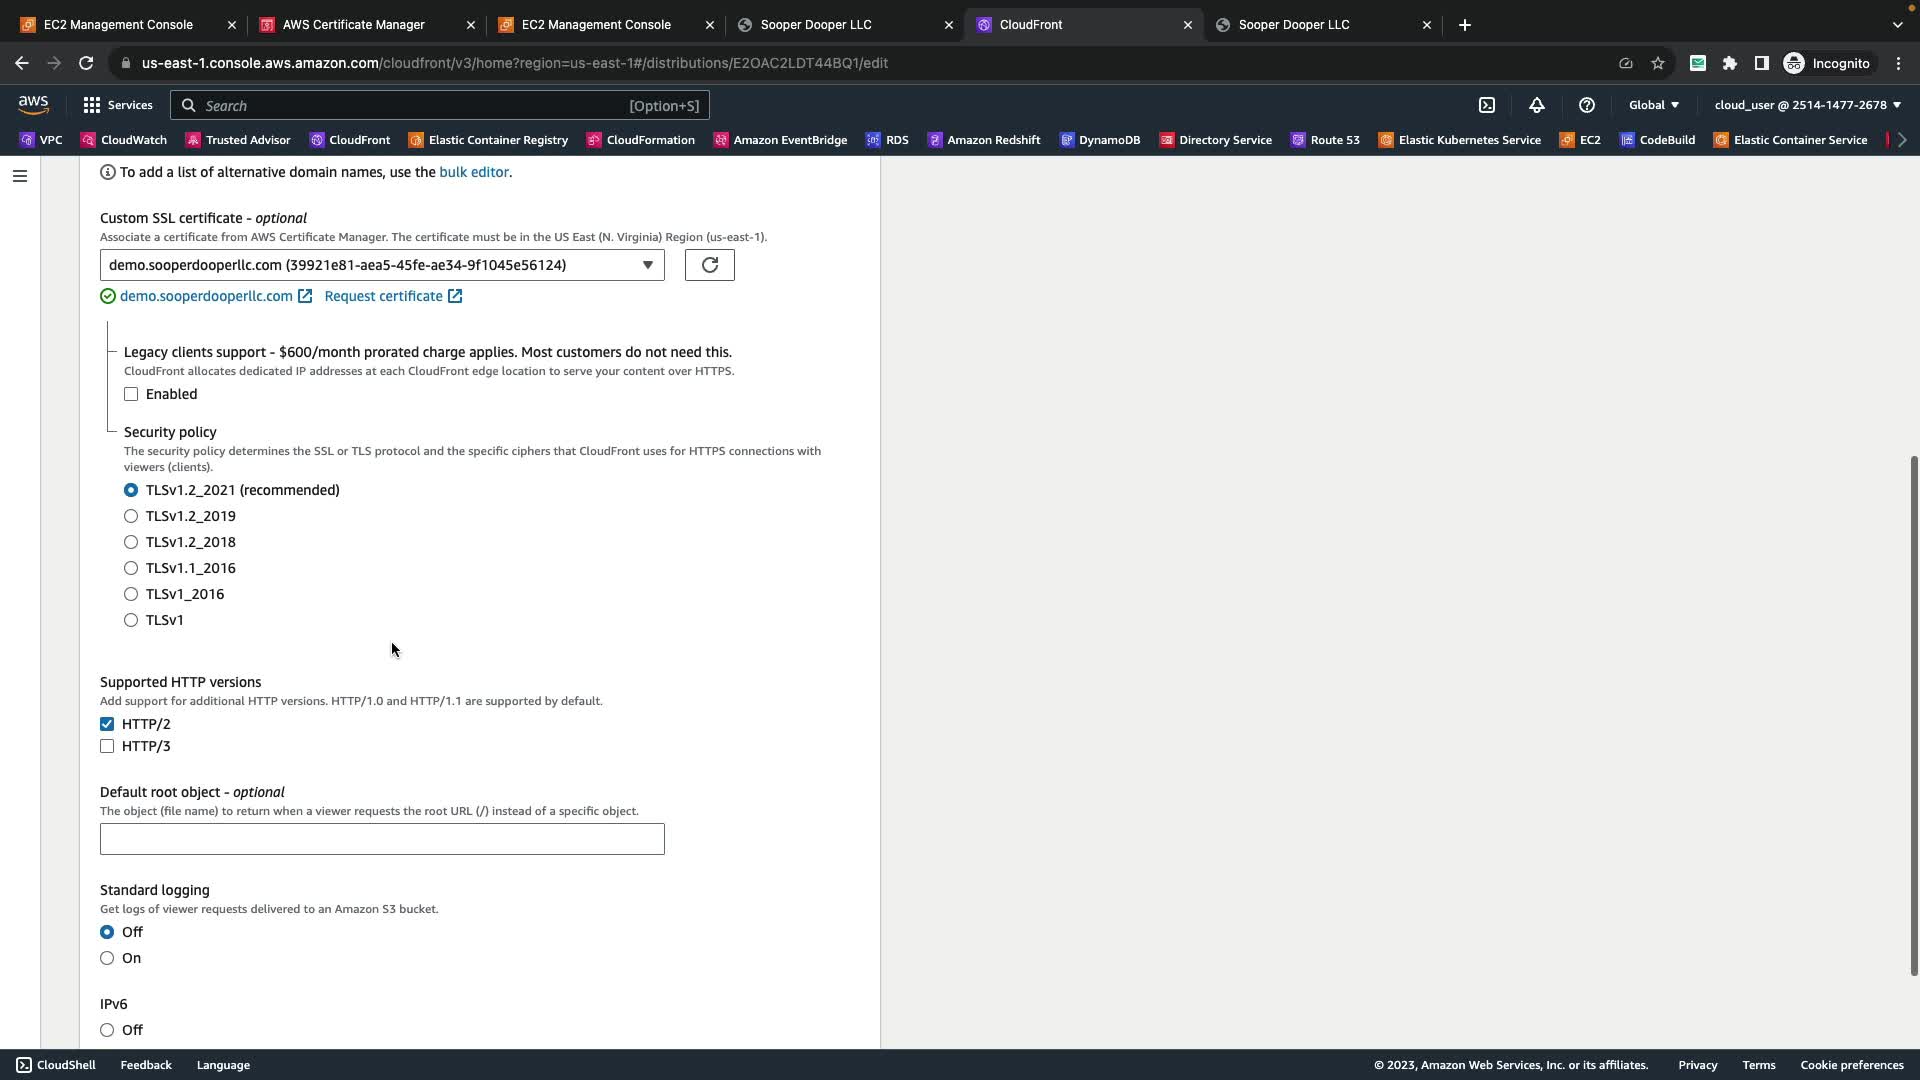 EC2 Management Console
AWS Certificate Manager
EC2 Management Console
Sooper Dooper LLC
CloudFront
Sooper Dooper LLC
us-east-1.console.aws.amazon.com/cloudfront/v3/home?region=us-east-1#/distributions/E2OAC2LDT44BQ1/edit
Incognito
aws
Services
Search
[Option+S]
Global
cloud_user @ 2514-1477-2678
VPC
CloudWatch
Trusted Advisor
CloudFront
Elastic Container Registry
CloudFormation
Amazon EventBridge
RDS
Amazon Redshift
DynamoDB
Directory Service
Route 53
Elastic Kubernetes Service
EC2
CodeBuild
Elastic Container Service
To add a list of alternative domain names, use the bulk editor.
Custom SSL certificate - optional
Associate a certificate from AWS Certificate Manager. The certificate must be in the US East (N. Virginia) Region (us-east-1).
demo.sooperdooperllc.com (39921e81-aea5-45fe-ae34-9f1045e56124)
demo.sooperdooperllc.com
Request certificate
Legacy clients support - $600/month prorated charge applies. Most customers do not need this.
CloudFront allocates dedicated IP addresses at each CloudFront edge location to serve your content over HTTPS.
Enabled
Security policy
The security policy determines the SSL or TLS protocol and the specific ciphers that CloudFront uses for HTTPS connections with
viewers (clients).
TLSv1.2_2021 (recommended)
TLSv1.2_2019
TLSv1.2_2018
TLSv1.1_2016
TLSv1_2016
TLSv1
Supported HTTP versions
Add support for additional HTTP versions. HTTP/1.0 and HTTP/1.1 are supported by default.
HTTP/2
HTTP/3
Default root object - optional
The object (file name) to return when a viewer requests the root URL (/) instead of a specific object.
Standard logging
Get logs of viewer requests delivered to an Amazon S3 bucket.
Off
On
IPv6
Off
CloudShell
Feedback
Language
© 2023, Amazon Web Services, Inc. or its affiliates.
Privacy
Terms
Cookie preferences